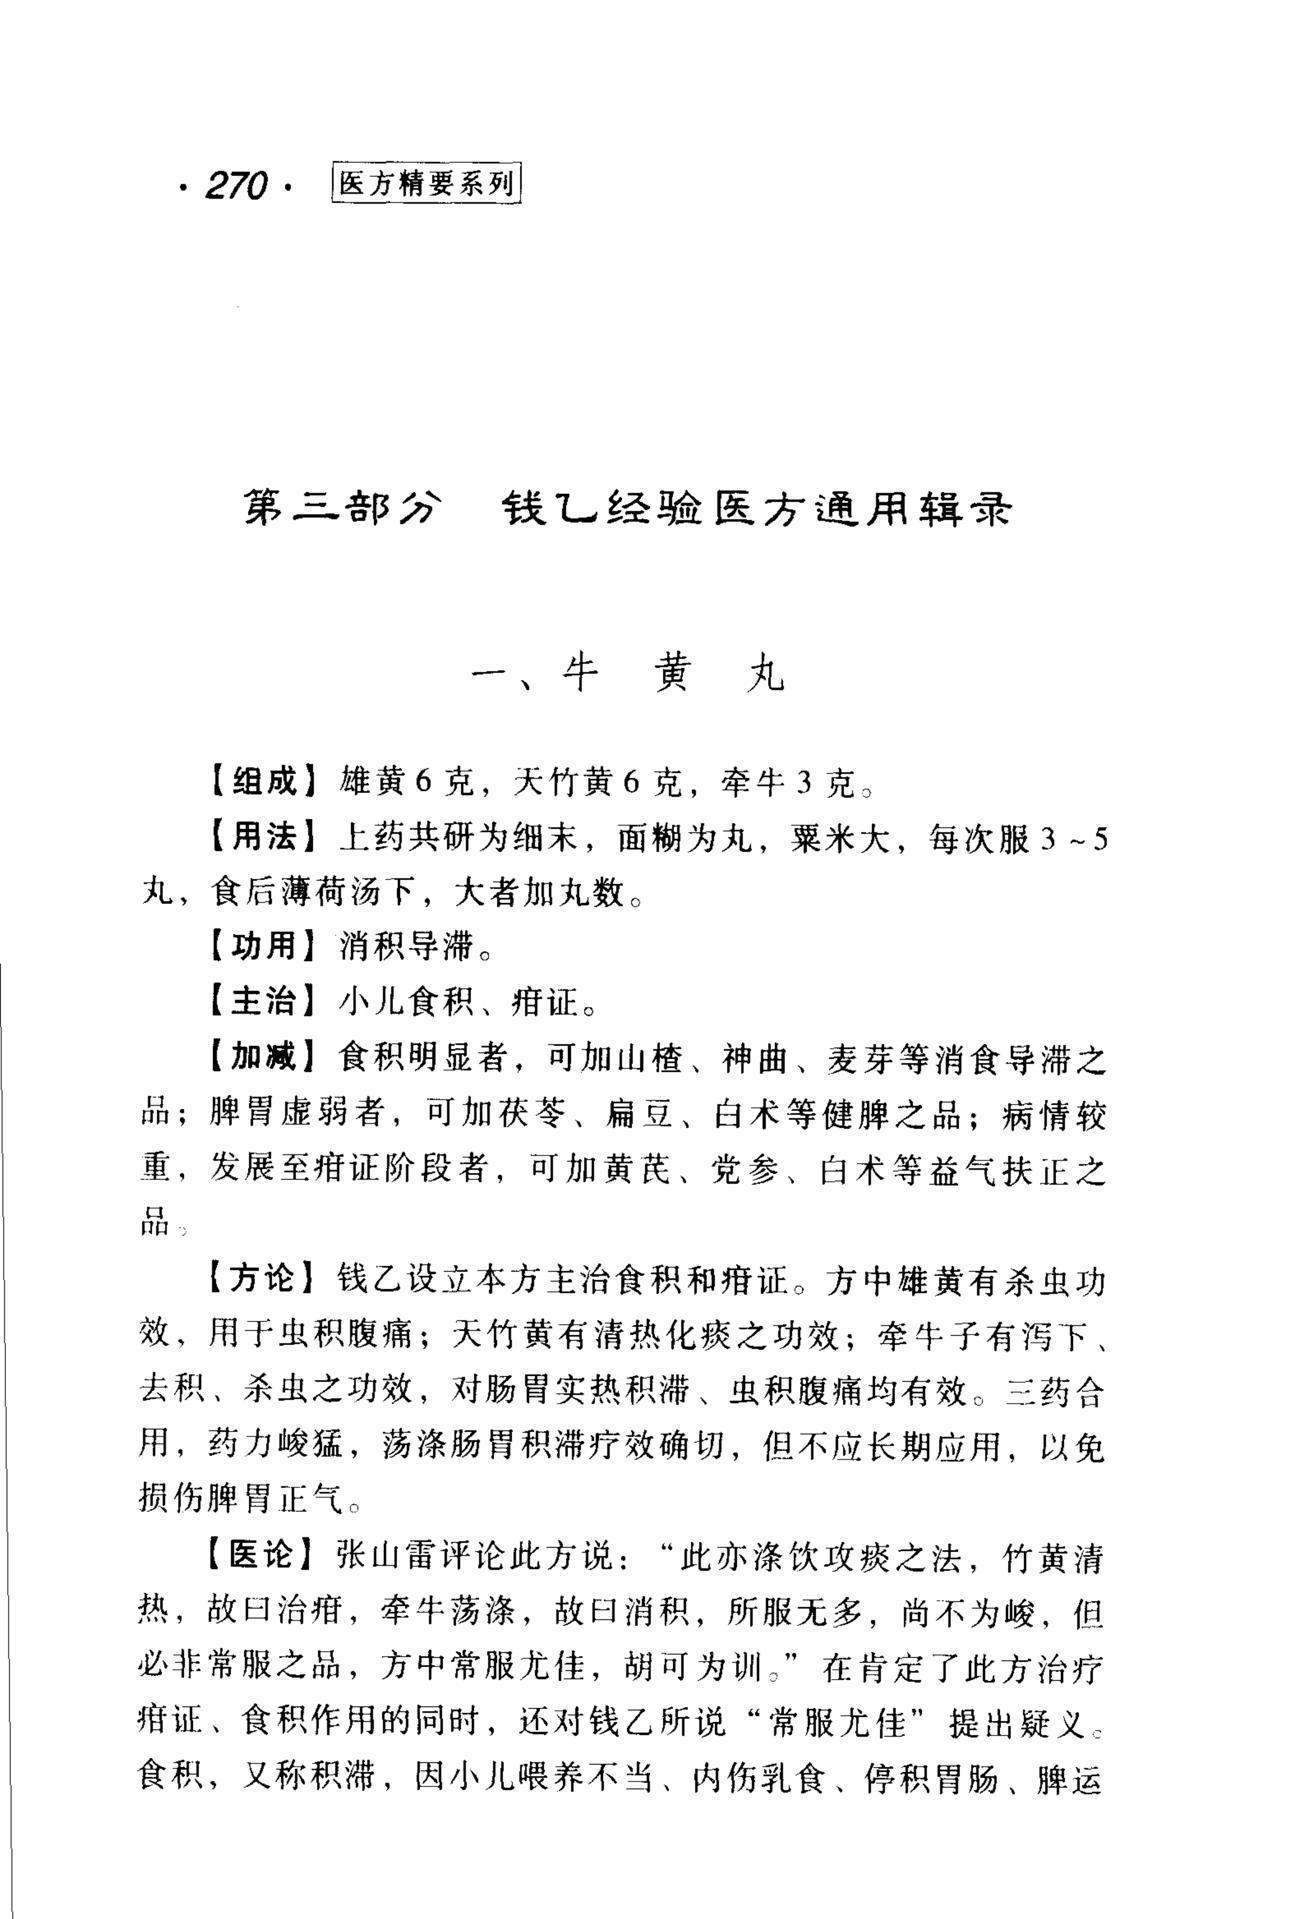 ·270· 医方精要系列
第三部分 钱乙经验医方通用辑录
一、牛 黄 丸
【组成】雄黄6克，天竹黄6克，牵牛3克。
【用法】上药共研为细末，面糊为丸，粟米大，每次服3~5
丸，食后薄荷汤下，大者加丸数。
【功用】消积导滞。
【主治】小儿食积、疳证。
【加减】食积明显者，可加山楂、神曲、麦芽等消食导滞之
品；脾胃虚弱者，可加茯苓、扁豆、白术等健脾之品；病情较
重，发展至疳证阶段者，可加黄芪、党参、白术等益气扶正之
品。
【方论】钱乙设立本方主治食积和疳证。方中雄黄有杀虫功
效，用于虫积腹痛；天竹黄有清热化痰之功效；牵牛子有泻下、
去积、杀虫之功效，对肠胃实热积滞、虫积腹痛均有效。三药合
用，药力峻猛，荡涤肠胃积滞疗效确切，但不应长期应用，以免
损伤脾胃正气。
【医论】张山雷评论此方说：“此亦涤饮攻痰之法，竹黄清
热，故曰治疳，牵牛荡涤，故曰消积，所服无多，尚不为峻，但
必非常服之品，方中常服尤佳，胡可为训。”在肯定了此方治疗
疳证、食积作用的同时，还对钱乙所说“常服尤佳”提出疑义。
食积，又称积滞，因小儿喂养不当、内伤乳食、停积胃肠、脾运